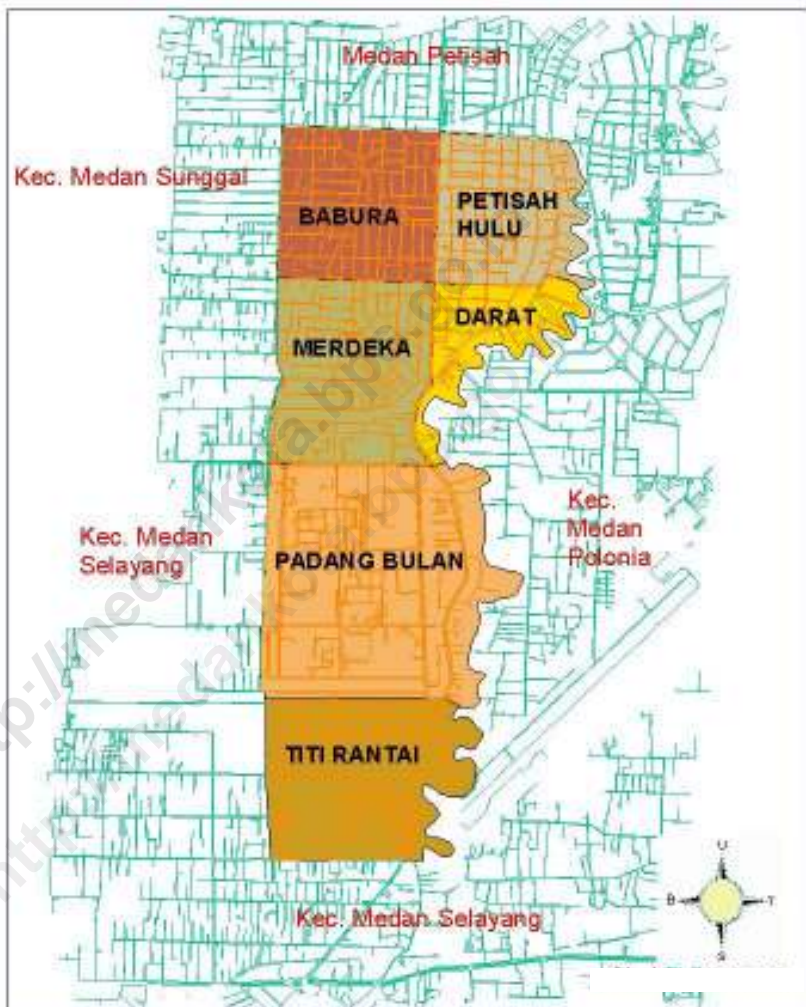 Medan Petisah
Kec. Medan Sunggal
BABURA
PETISAH
HULU
DARAT
MERDEKA
Kec. Medan
Selayang
PADANG BULAN
Kec.
Medan
Polonia
TITI RANTAI
Kec. Medan Selayang
U
B
T
S